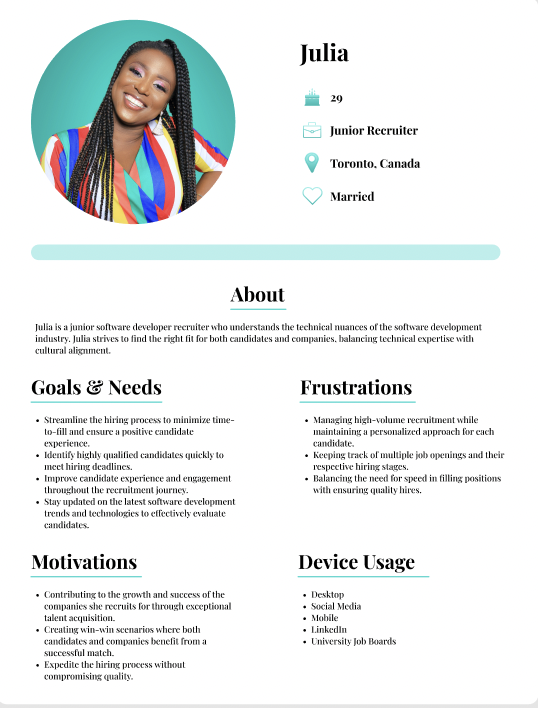 Julia
29
Junior Recruiter
Toronto, Canada
Married
About
Julia is a junior software developer recruiter who understands the technical nuances of the software development
industry. Julia strives to find the right fit for both candidates and companies, balancing technical expertise with
cultural alignment.
Goals & Needs
• Streamline the hiring process to minimize time-
to-fill and ensure a positive candidate
experience.
• Identify highly qualified candidates quickly to
meet hiring deadlines.
• Improve candidate experience and engagement
throughout the recruitment journey.
• Stay updated on the latest software development
trends and technologies to effectively evaluate
candidates.
Frustrations
• Managing high-volume recruitment while
maintaining a personalized approach for each
candidate.
• Keeping track of multiple job openings and their
respective hiring stages.
• Balancing the need for speed in filling positions
with ensuring quality hires.
Motivations
• Contributing to the growth and success of the
companies she recruits for through exceptional
talent acquisition.
• Creating win-win scenarios where both
candidates and companies benefit from a
successful match.
• Expedite the hiring process without
compromising quality.
Device Usage
• Desktop
• Social Media
• Mobile
• LinkedIn
• University Job Boards